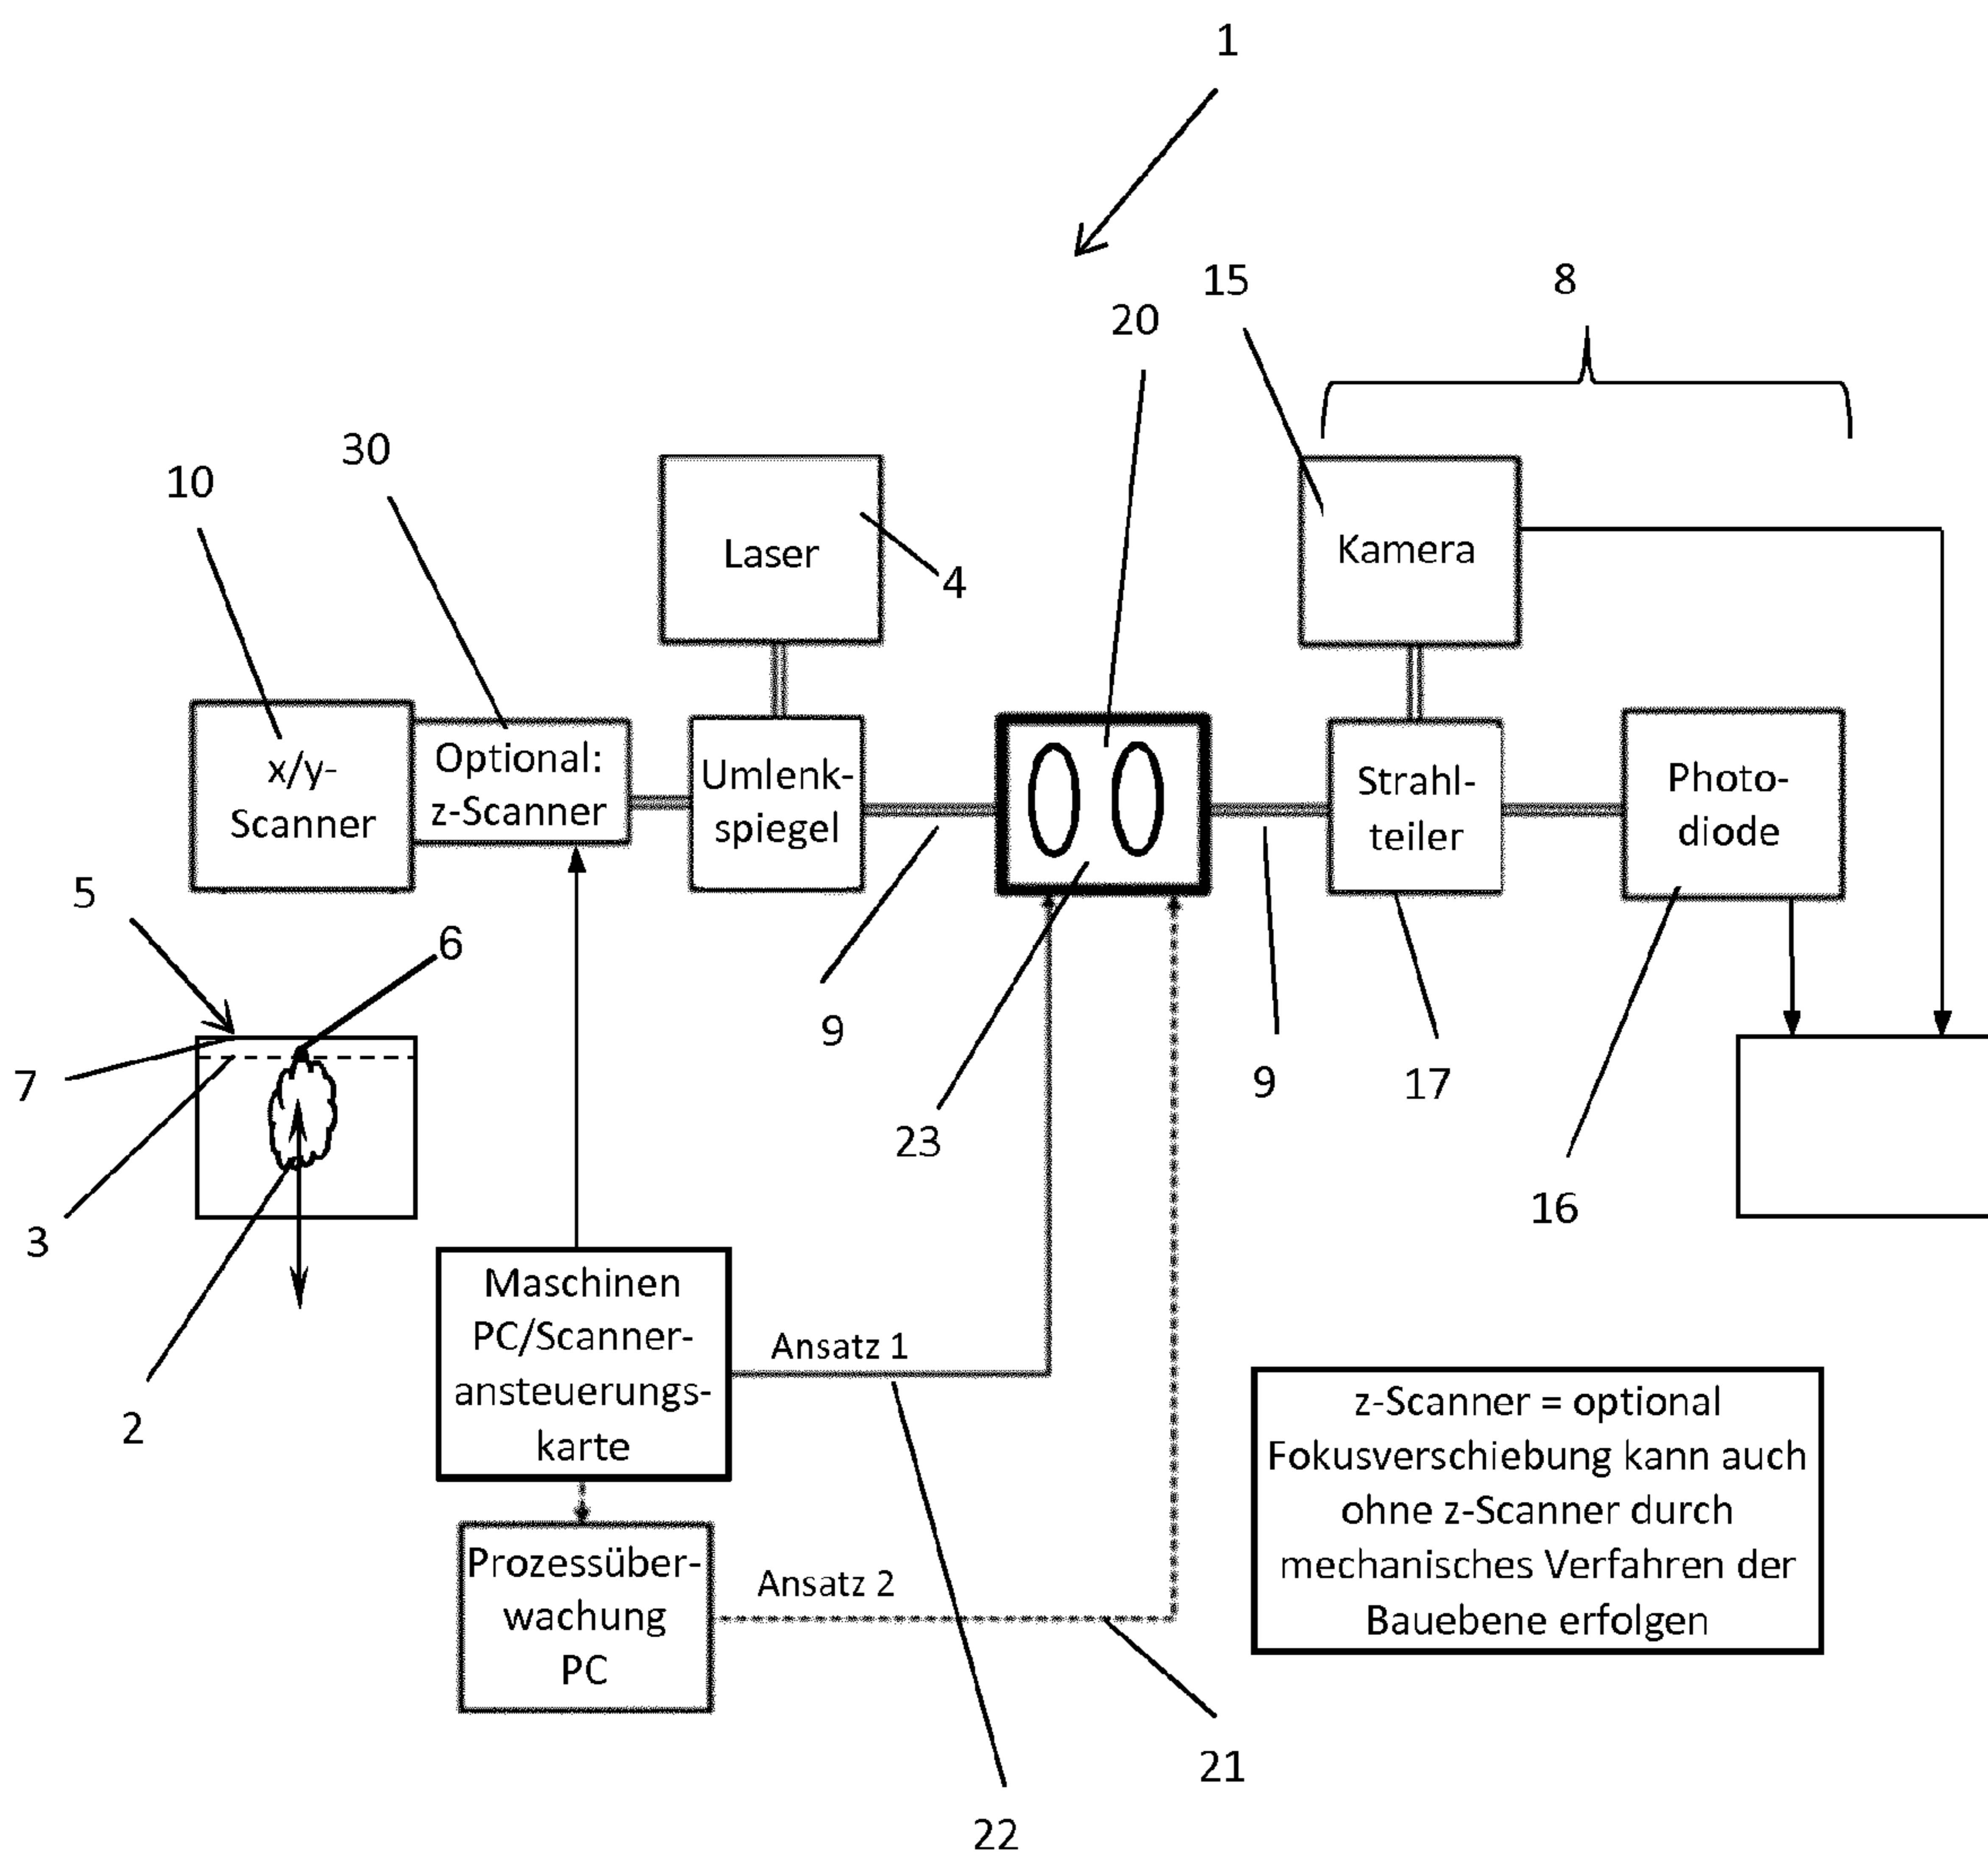 1
15
8
20
30
10
Laser
4
Kamera
x/y-
Scanner
Optional:
z-Scanner
Umlenk-
spiegel
Strahl-
teiler
Photo-
diode
5
6
7
3
2
9
23
9
17
16
Maschinen
PC/Scanner-
ansteuerungs-
karte
Ansatz 1
Prozessüber-
wachung
PC
Ansatz 2
z-Scanner = optional
Fokusverschiebung kann auch
ohne z-Scanner durch
mechanisches Verfahren der
Bauebene erfolgen
21
22